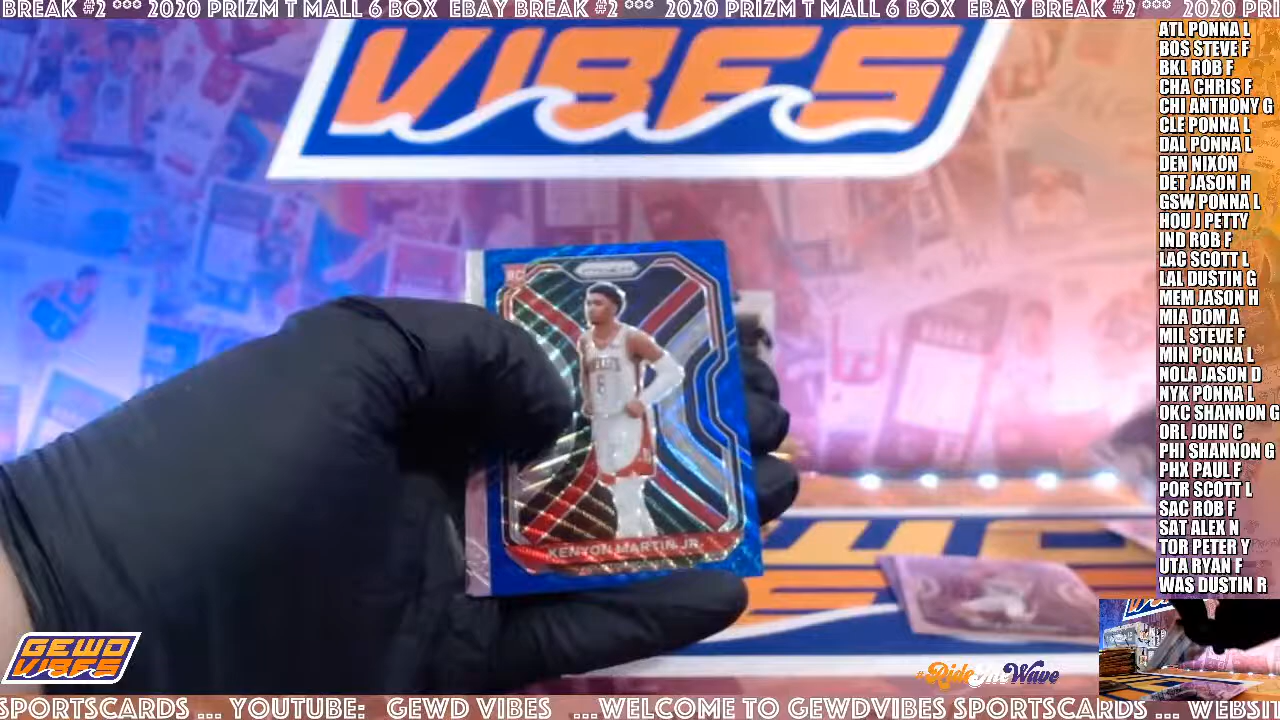 BREAK #2 °°° 2020 PRIZM T MALL 6 BOX EBAY BREAK #2 °°° 2020 PRIZM T MALL 6 BOX EBAY BREAK #2 °°° 2020 PRI
VIBES
ATL PONNA L
BOS STEVE F
BKL ROB F
CHA CHRIS F
CHI ANTHONY G
CLE PONNA L
DAL PONNA L
DEN NIXON
DET JASON H
GSW PONNA L
HOU J PETTY
IND ROB F
LAC SCOTT L
LAL DUSTIN G
MEM JASON H
MIA DOM A
MIL STEVE F
MIN PONNA L
NOLA JASON D
NYK PONNA L
OKC SHANNON G
ORL JOHN C
PHI SHANNON G
PHX PAUL F
POR SCOTT L
SAC ROB F
SAT ALEX N
TOR PETER Y
UTA RYAN F
WAS DUSTIN R
RC
PRIZM
KENYON MARTIN JR.
GEWD
VIBES
#RideTheWave
SPORTSCARDS ... YOUTUBE: GEWD VIBES ...WELCOME TO GEWDVIBES SPORTSCARDS ... WEBSIT